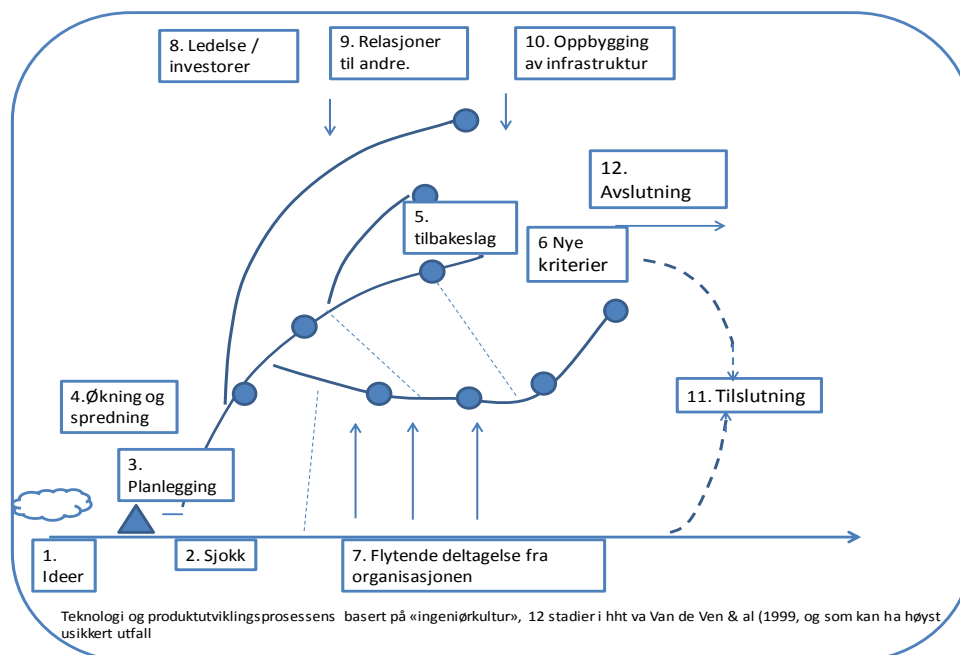 8. Ledelse /
investorer
9. Relasjoner
til andre.
10. Oppbygging
av infrastruktur
12.
Avslutning
5.
tilbakeslag
6 Nye
kriterier
4.Økning og
spredning
11. Tilslutning
3.
Planlegging
1.
Ideer
2. Sjokk
7. Flytende deltagelse fra
organisasjonen
Teknologi og produktutviklingsprosessens basert på «ingeniørkultur», 12 stadier i hht va Van de Ven & al (1999, og som kan ha høyst
usikkert utfall